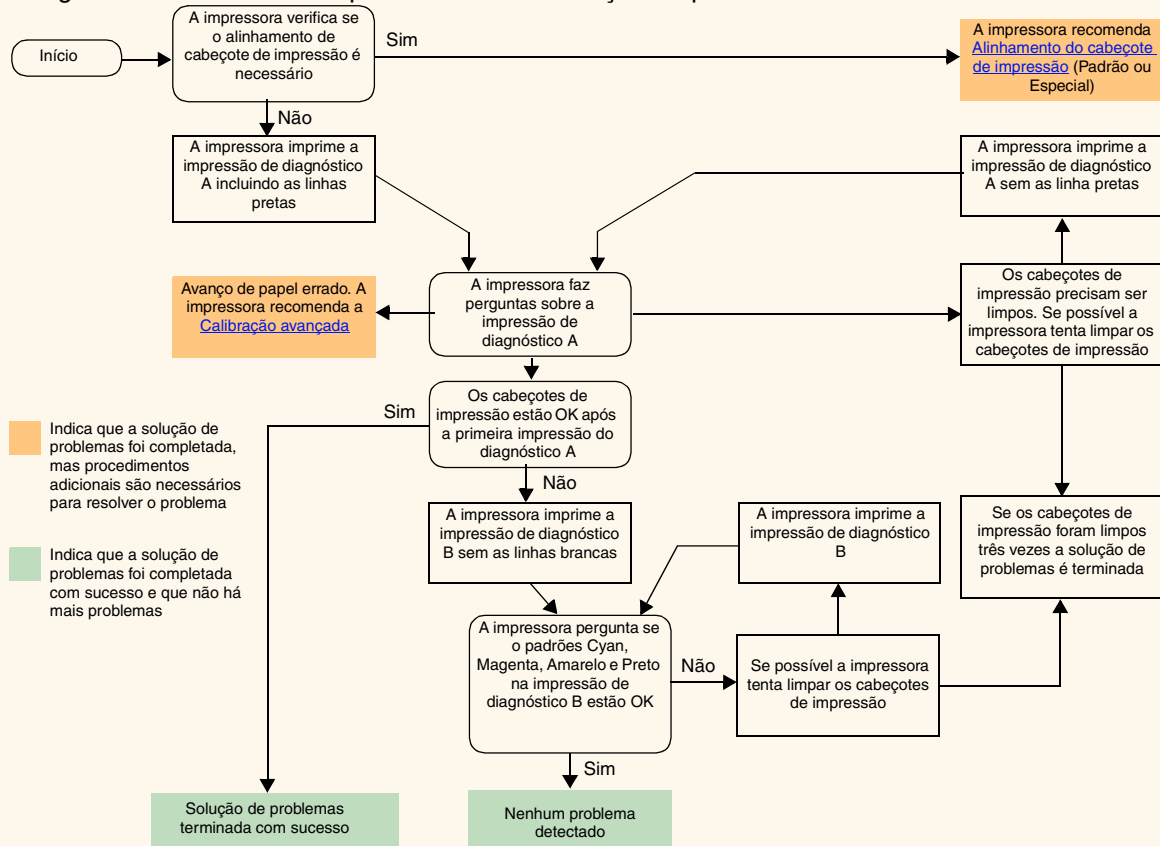 Início
A impressora verifica se
o alinhamento de
cabeçote de impressão é
necessário
Sim
A impressora recomenda
Alinhamento do cabeçote
de impressão (Padrão ou
Especial)
Não
A impressora imprime a
impressão de diagnóstico
A incluindo as linhas
pretas
A impressora imprime a
impressão de diagnóstico
A sem as linha pretas
Avanço de papel errado. A
impressora recomenda a
Calibração avançada
A impressora faz
perguntas sobre a
impressão de
diagnóstico A
Os cabeçotes de
impressão precisam ser
limpos. Se possível a
impressora tenta limpar os
cabeçotes de impressão
Sim
Os cabeçotes de
impressão estão OK após
a primeira impressão do
diagnóstico A
Indica que a solução de
problemas foi completada,
mas procedimentos
adicionais são necessários
para resolver o problema
Não
A impressora imprime a
impressão de diagnóstico
B sem as linhas brancas
A impressora imprime a
impressão de diagnóstico
B
Se os cabeçotes de
impressão foram limpos
três vezes a solução de
problemas é terminada
Indica que a solução de
problemas foi completada
com sucesso e que não há
mais problemas
A impressora pergunta se
o padrões Cyan,
Magenta, Amarelo e Preto
na impressão de
diagnóstico B estão OK
Não
Se possível a impressora
tenta limpar os cabeçotes
de impressão
Sim
Solução de problemas
terminada com sucesso
Nenhum problema
detectado